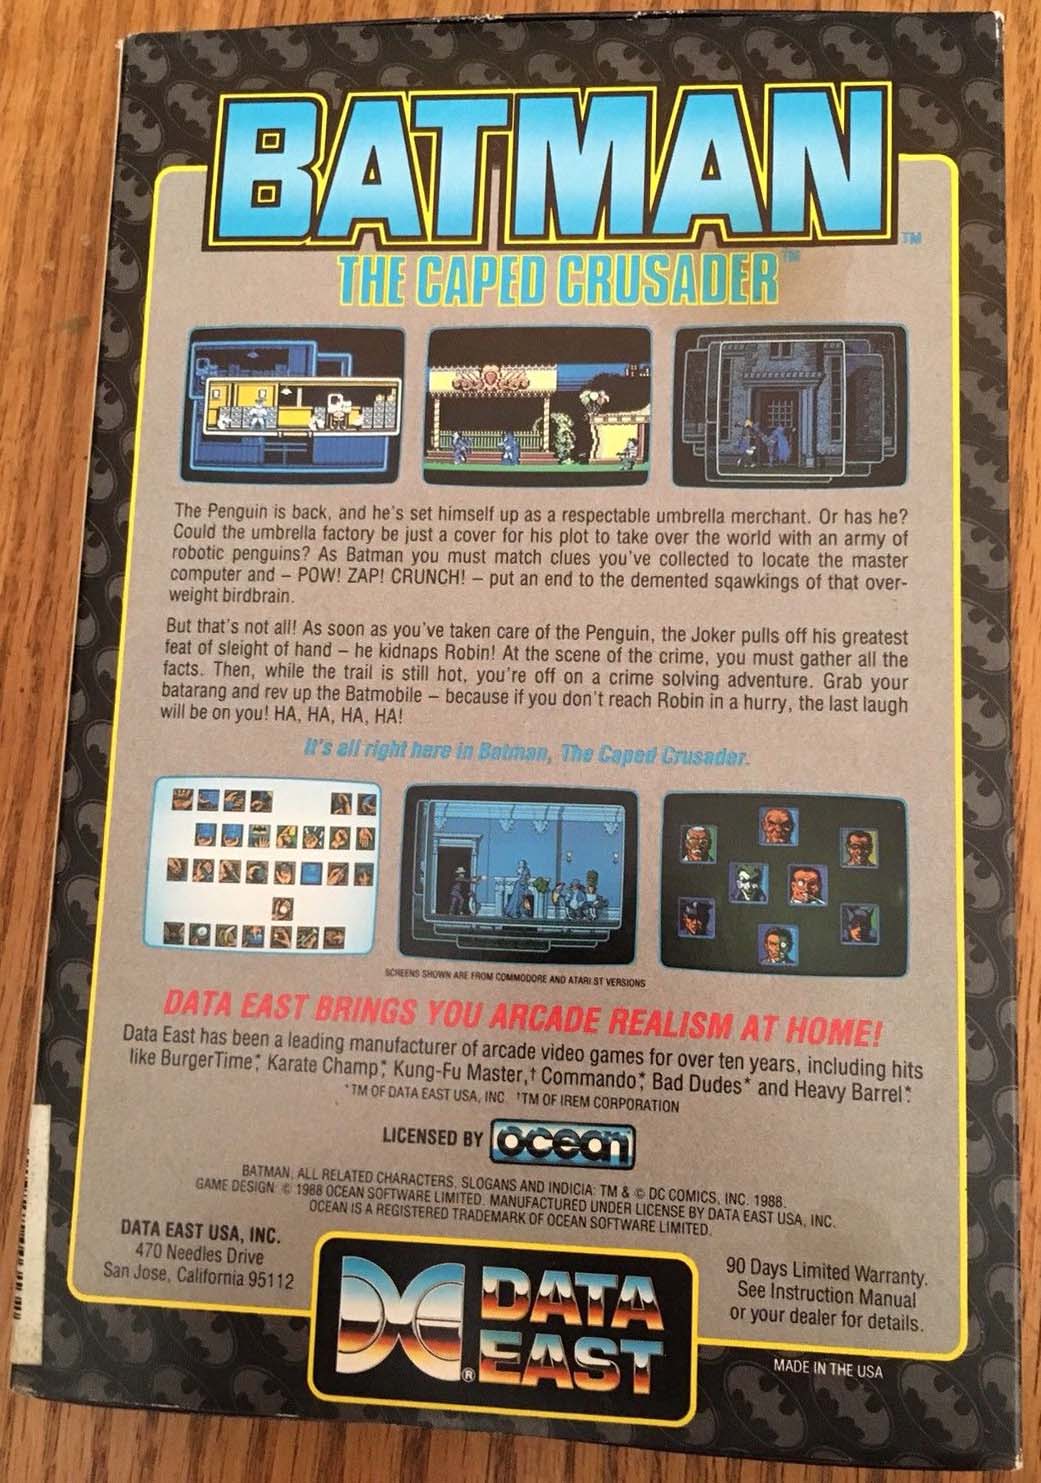 BATMAN TM
THE CAPED CRUSADER TM
The Penguin is back, and he's set himself up as a respectable umbrella merchant. Or has he?
Could the umbrella factory be just a cover for his plot to take over the world with an army of
robotic penguins? As Batman you must match clues you've collected to locate the master
computer and – POW! ZAP! CRUNCH! – put an end to the demented sqawkings of that over-
weight birdbrain.
But that's not all! As soon as you've taken care of the Penguin, the Joker pulls off his greatest
feat of sleight of hand – he kidnaps Robin! At the scene of the crime, you must gather all the
facts. Then, while the trail is still hot, you're off on a crime solving adventure. Grab your
batarang and rev up the Batmobile – because if you don't reach Robin in a hurry, the last laugh
will be on you! HA, HA, HA, HA!
It's all right here in Batman, The Caped Crusader.
SCREENS SHOWN ARE FROM COMMODORE AND ATARI ST VERSIONS
DATA EAST BRINGS YOU ARCADE REALISM AT HOME!
Data East has been a leading manufacturer of arcade video games for over ten years, including hits
like BurgerTime,* Karate Champ,* Kung-Fu Master,† Commando,* Bad Dudes* and Heavy Barrel.*
*TM OF DATA EAST USA, INC. †TM OF IREM CORPORATION
LICENSED BY ocean
BATMAN, ALL RELATED CHARACTERS, SLOGANS AND INDICIA: TM & © DC COMICS, INC. 1988.
GAME DESIGN: © 1988 OCEAN SOFTWARE LIMITED. MANUFACTURED UNDER LICENSE BY DATA EAST USA, INC.
OCEAN IS A REGISTERED TRADEMARK OF OCEAN SOFTWARE LIMITED.
DATA EAST USA, INC.
470 Needles Drive
San Jose, California 95112
DE® DATA
EAST
90 Days Limited Warranty.
See Instruction Manual
or your dealer for details.
MADE IN THE USA